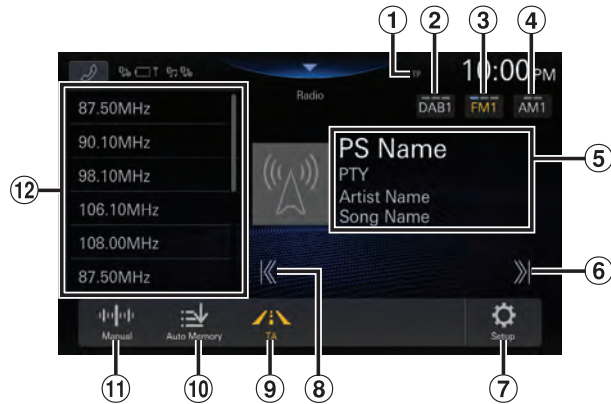 1 2 3 4
TP 10:00PM
Radio
DAB1 FM1 AM1
87.50MHz
90.10MHz
98.10MHz
106.10MHz
108.00MHz
87.50MHz
PS Name
PTY
Artist Name
Song Name
5
12
6
Manual Auto Memory TA Setup
11 10 9 8 7